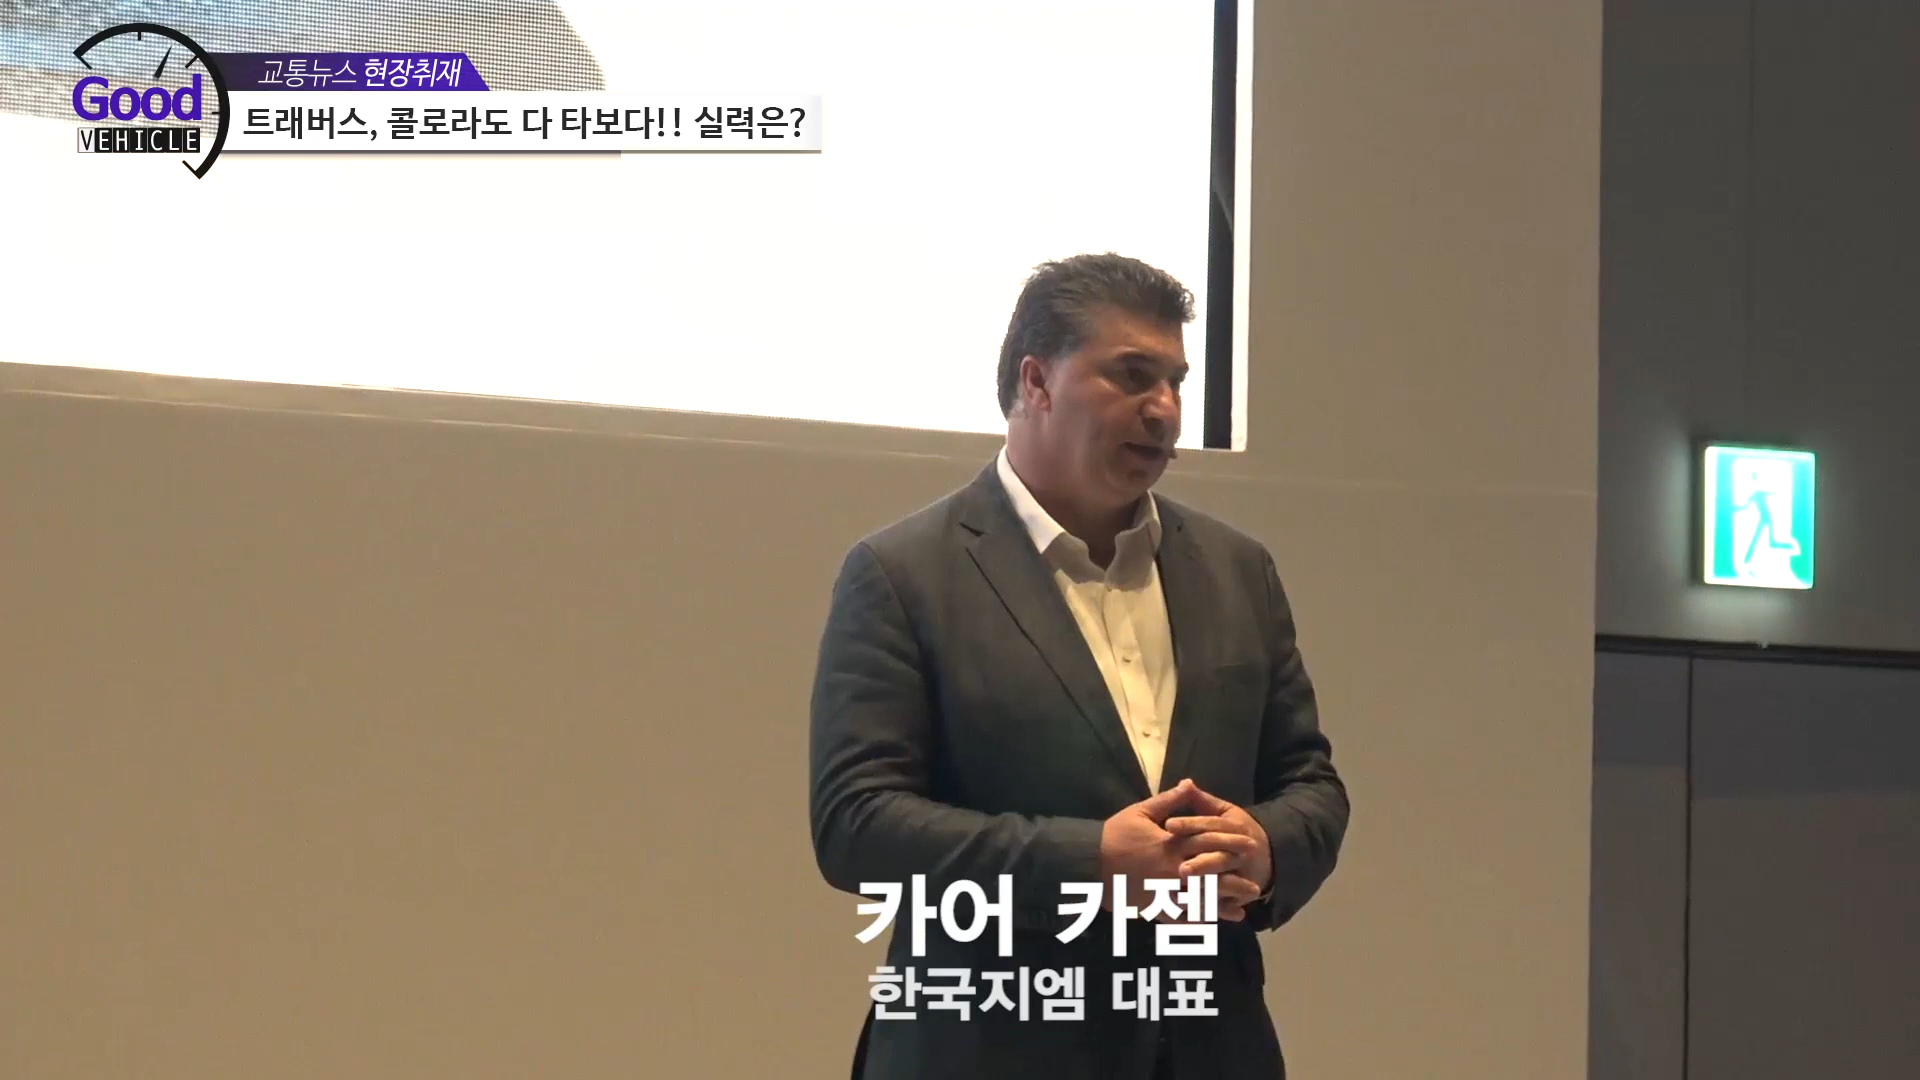 Good
VEHICLE
교통뉴스 현장취재
트래버스, 콜로라도 다 타보다!! 실력은?
카어 카젬
한국지엠 대표